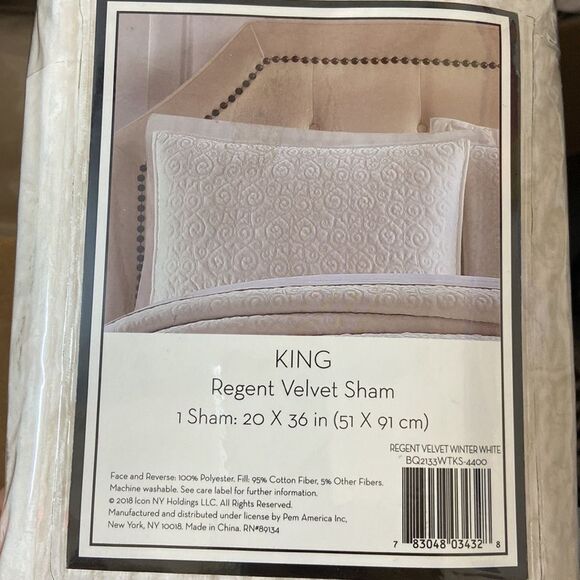 KING
Regent Velvet Sham
1 Sham: 20 X 36 in (51 X 91 cm)
REGENT VELVET WINTER WHITE
BQ2133WTKS-4400
Face and Reverse: 100% Polyester, Fill: 95% Cotton Fiber, 5% Other Fibers.
Machine washable. See care label for further information.
© 2018 Icon NY Holdings LLC. All Rights Reserved.
Manufactured and distributed under license by Pem America Inc,
New York, NY 10018. Made in China. RN#89134
7 83048 03432 8